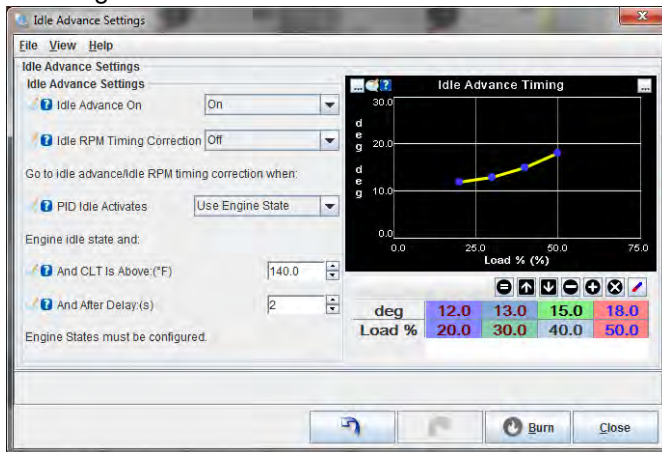 Idle Advance Settings
File View Help
Idle Advance Settings
Idle Advance Settings
Idle Advance On On
Idle RPM Timing Correction Off
Go to idle advance/idle RPM timing correction when:
PID Idle Activates Use Engine State
Engine idle state and:
And CLT Is Above:(°F) 140.0
And After Delay:(s) 2
Engine States must be configured.
Idle Advance Timing
30.0
20.0
10.0
0.0
deg
deg
0.0 25.0 50.0 75.0
Load % (%)
deg 12.0 13.0 15.0 18.0
Load % 20.0 30.0 40.0 50.0
Burn Close